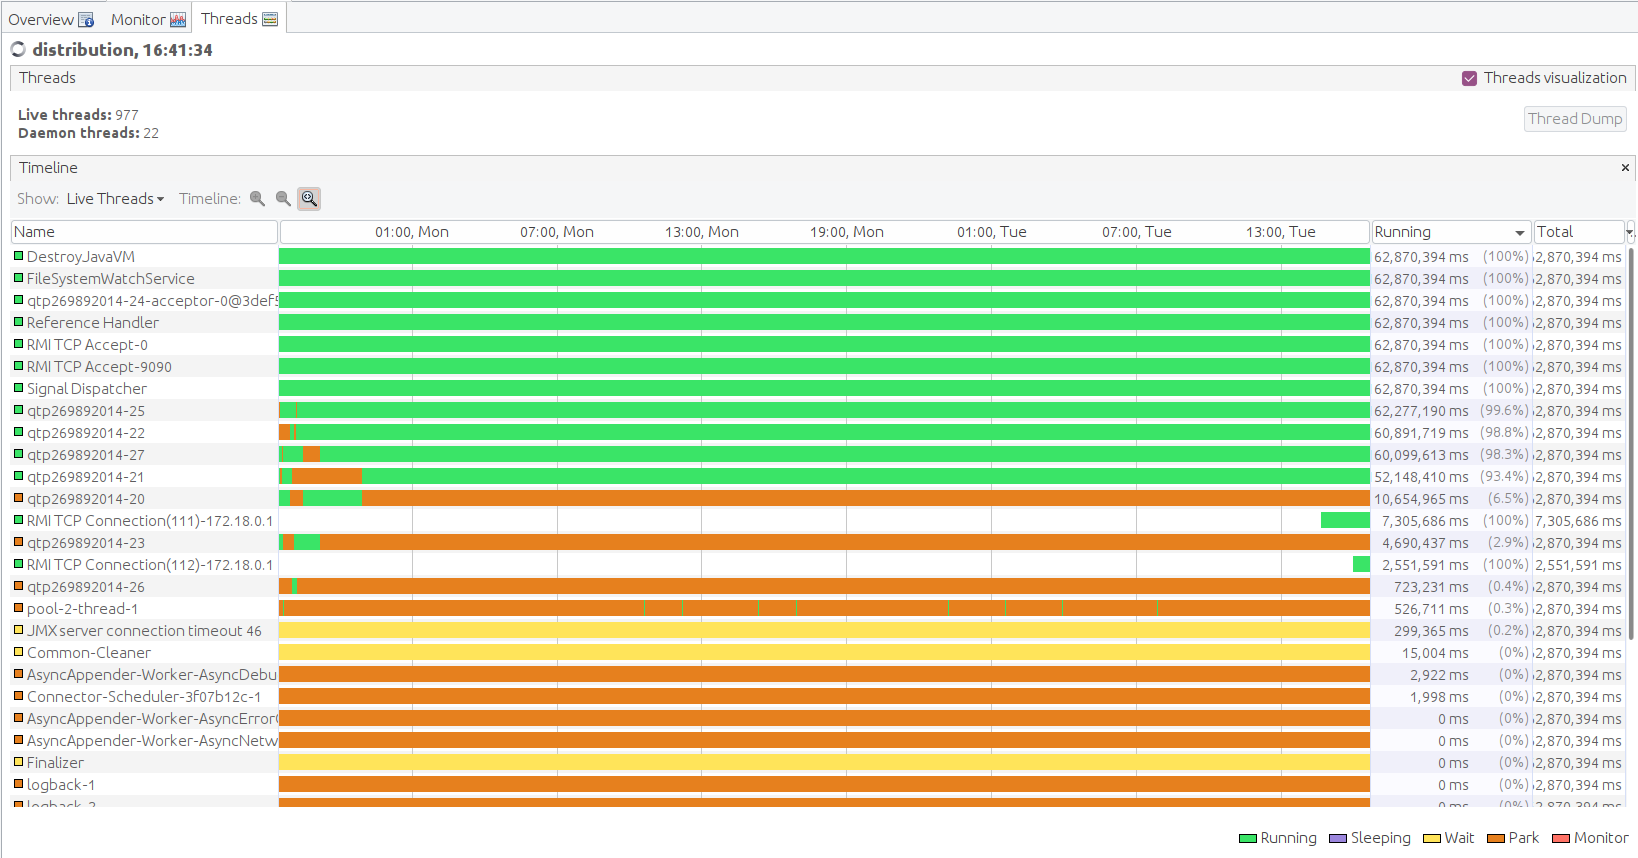 Overview Monitor Threads
distribution, 16:41:34
Threads Threads visualization
Live threads: 977
Daemon threads: 22
Thread Dump
Timeline ×
Show: Live Threads Timeline:
Name 01:00, Mon 07:00, Mon 13:00, Mon 19:00, Mon 01:00, Tue 07:00, Tue 13:00, Tue Running Total
DestroyJavaVM 62,870,394 ms (100%) 2,870,394 ms
FileSystemWatchService 62,870,394 ms (100%) 2,870,394 ms
qtp269892014-24-acceptor-0@3def5 62,870,394 ms (100%) 2,870,394 ms
Reference Handler 62,870,394 ms (100%) 2,870,394 ms
RMI TCP Accept-0 62,870,394 ms (100%) 2,870,394 ms
RMI TCP Accept-9090 62,870,394 ms (100%) 2,870,394 ms
Signal Dispatcher 62,870,394 ms (100%) 2,870,394 ms
qtp269892014-25 62,277,190 ms (99.6%) 2,870,394 ms
qtp269892014-22 60,891,719 ms (98.8%) 2,870,394 ms
qtp269892014-27 60,099,613 ms (98.3%) 2,870,394 ms
qtp269892014-21 52,148,410 ms (93.4%) 2,870,394 ms
qtp269892014-20 10,654,965 ms (6.5%) 2,870,394 ms
RMI TCP Connection(111)-172.18.0.1 7,305,686 ms (100%) 7,305,686 ms
qtp269892014-23 4,690,437 ms (2.9%) 2,870,394 ms
RMI TCP Connection(112)-172.18.0.1 2,551,591 ms (100%) 2,551,591 ms
qtp269892014-26 723,231 ms (0.4%) 2,870,394 ms
pool-2-thread-1 526,711 ms (0.3%) 2,870,394 ms
JMX server connection timeout 46 299,365 ms (0.2%) 2,870,394 ms
Common-Cleaner 15,004 ms (0%) 2,870,394 ms
AsyncAppender-Worker-AsyncDebu 2,922 ms (0%) 2,870,394 ms
Connector-Scheduler-3f07b12c-1 1,998 ms (0%) 2,870,394 ms
AsyncAppender-Worker-AsyncError 0 ms (0%) 2,870,394 ms
AsyncAppender-Worker-AsyncNetw 0 ms (0%) 2,870,394 ms
Finalizer 0 ms (0%) 2,870,394 ms
logback-1 0 ms (0%) 2,870,394 ms
logback-2 0 ms (0%) 2,870,394 ms
Running Sleeping Wait Park Monitor